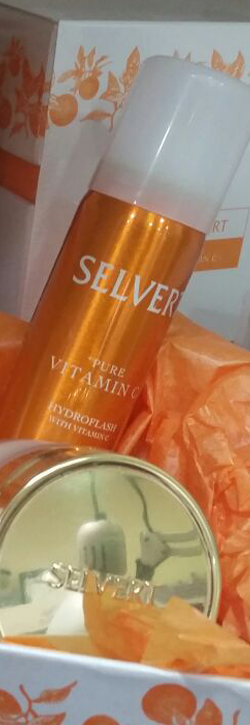 SELVERT
"PURE
VITAMIN C
HYDROFLASH
WITH VITAMIN C
SELVERT